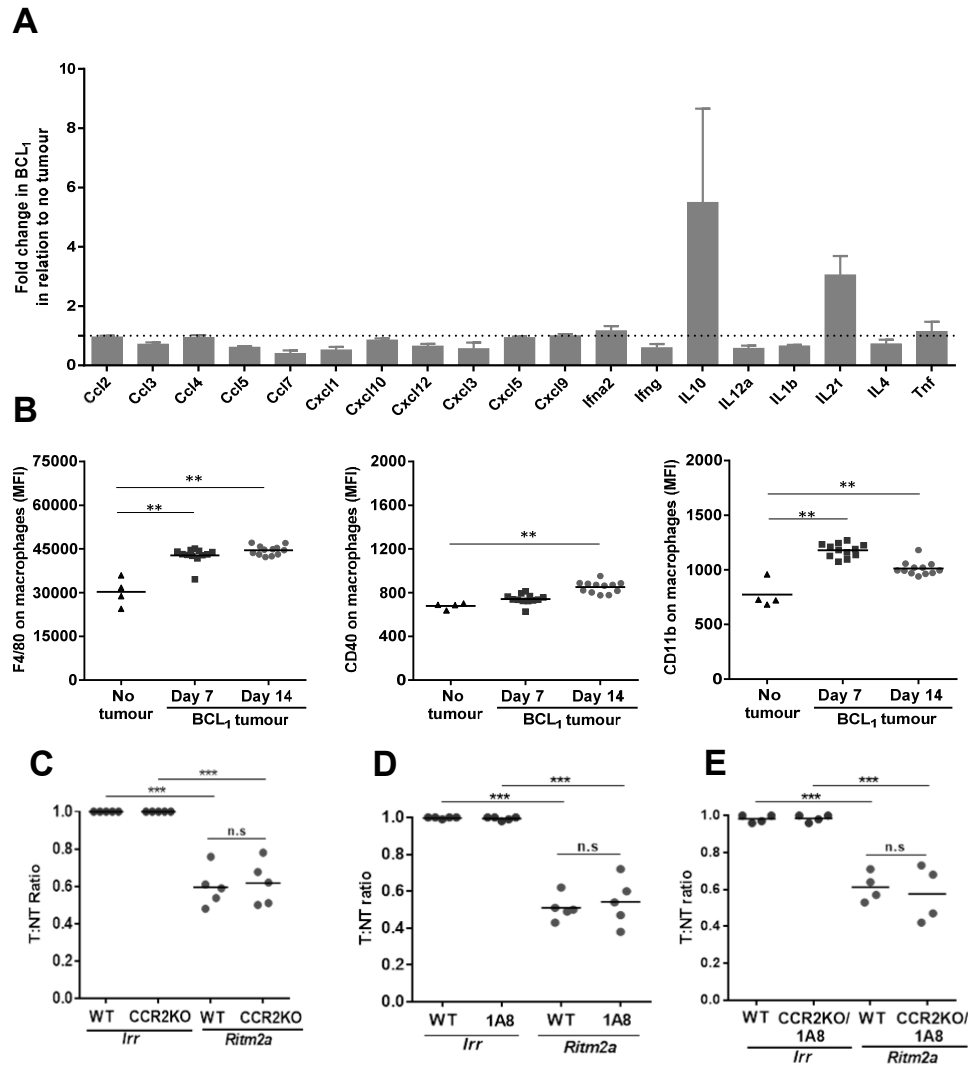 A
Fold change in BCL1
in relation to no tumour
10
8
6
4
2
0
Ccl2
Ccl3
Ccl4
Ccl5
Ccl7
Cxcl1
Cxcl10
Cxcl12
Cxcl3
Cxcl5
Cxcl9
Ifna2
Ifng
IL10
IL12a
IL1b
IL21
IL4
Tnf
B
F4/80 on macrophages (MFI)
75000
60000
45000
30000
15000
0
**
**
No
tumour
Day 7
Day 14
BCL1 tumour
CD40 on macrophages (MFI)
2000
1600
1200
800
400
0
**
No
tumour
Day 7
Day 14
BCL1 tumour
CD11b on macrophages (MFI)
2000
1500
1000
500
0
**
**
No
tumour
Day 7
Day 14
BCL1 tumour
C
T:NT Ratio
1.0
0.8
0.6
0.4
0.2
0.0
***
***
n.s
WT CCR2KO WT CCR2KO
Irr Ritm2a
D
T:NT ratio
1.0
0.8
0.6
0.4
0.2
0.0
***
***
n.s
WT 1A8 WT 1A8
Irr Ritm2a
E
T:NT ratio
1.0
0.8
0.6
0.4
0.2
0.0
***
***
n.s
WT CCR2KO/ WT CCR2KO/
1A8 1A8
Irr Ritm2a